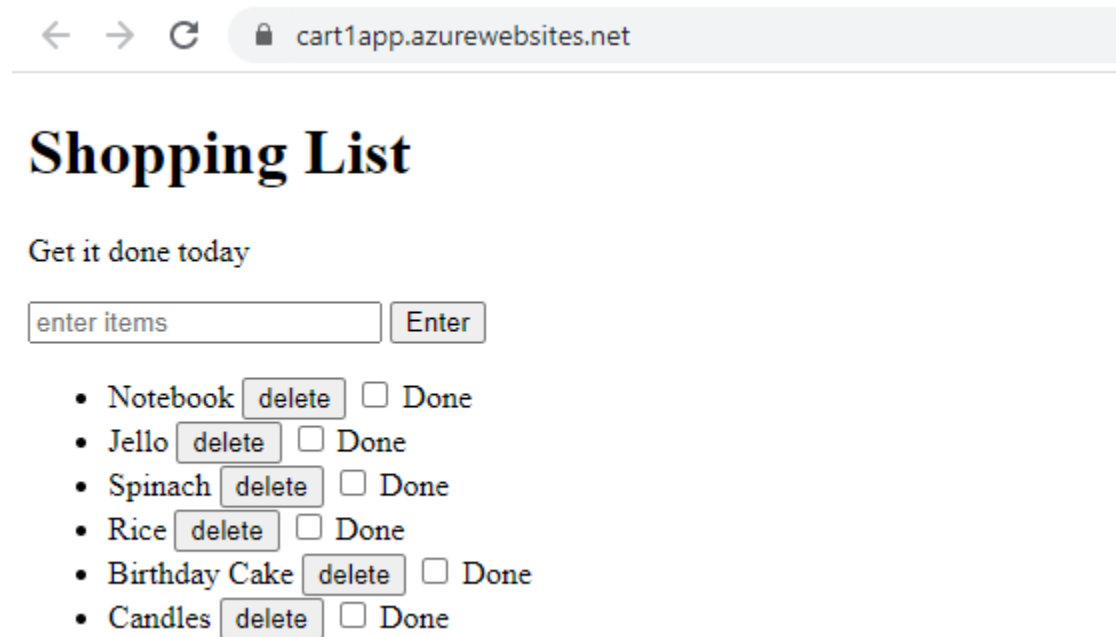 cart1app.azurewebsites.net
Shopping List
Get it done today
enter items Enter
Notebook delete Done
Jello delete Done
Spinach delete Done
Rice delete Done
Birthday Cake delete Done
Candles delete Done